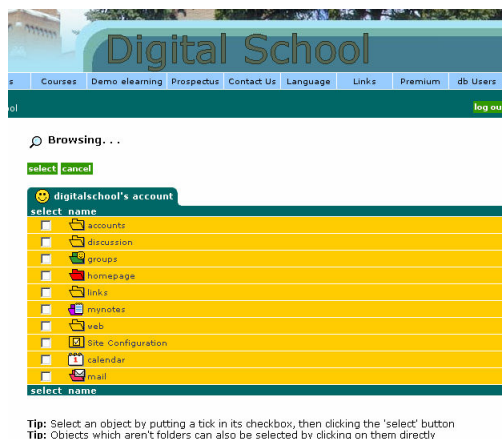 Digital School
s Courses Demo elearning Prospectus Contact Us Language Links Premium db Users
ool log ou
Browsing. . .
select cancel
digitalschool's account
select name
accounts
discussion
groups
homepage
links
mynotes
web
Site Configuration
1 calendar
mail
select name
Tip: Select an object by putting a tick in its checkbox, then clicking the 'select' button
Tip: Objects which aren't folders can also be selected by clicking on them directly